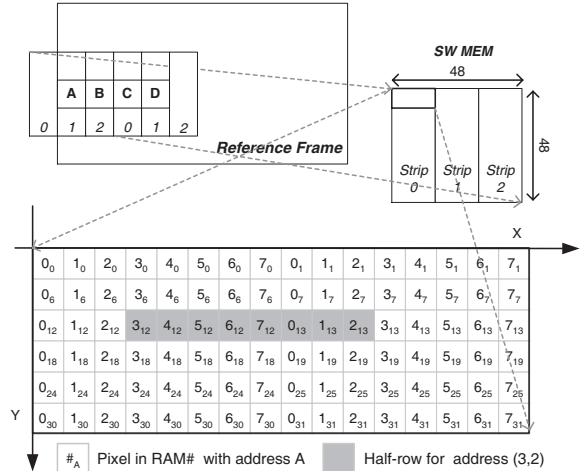 SW MEM
48
A B C D
0 1 2 0 1 2
Reference Frame
48
Strip 0 Strip 1 Strip 2
X
0₀ 1₀ 2₀ 3₀ 4₀ 5₀ 6₀ 7₀ 0₁ 1₁ 2₁ 3₁ 4₁ 5₁ 6₁ 7₁
0₆ 1₆ 2₆ 3₆ 4₆ 5₆ 6₆ 7₆ 0₇ 1₇ 2₇ 3₇ 4₇ 5₇ 6₇ 7₇
0₁₂ 1₁₂ 2₁₂ 3₁₂ 4₁₂ 5₁₂ 6₁₂ 7₁₂ 0₁₃ 1₁₃ 2₁₃ 3₁₃ 4₁₃ 5₁₃ 6₁₃ 7₁₃
0₁₈ 1₁₈ 2₁₈ 3₁₈ 4₁₈ 5₁₈ 6₁₈ 7₁₈ 0₁₉ 1₁₉ 2₁₉ 3₁₉ 4₁₉ 5₁₉ 6₁₉ 7₁₉
0₂₄ 1₂₄ 2₂₄ 3₂₄ 4₂₄ 5₂₄ 6₂₄ 7₂₄ 0₂₅ 1₂₅ 2₂₅ 3₂₅ 4₂₅ 5₂₅ 6₂₅ 7₂₅
Y
0₃₀ 1₃₀ 2₃₀ 3₃₀ 4₃₀ 5₃₀ 6₃₀ 7₃₀ 0₃₁ 1₃₁ 2₃₁ 3₃₁ 4₃₁ 5₃₁ 6₃₁ 7₃₁
#A Pixel in RAM# with address A Half-row for address (3,2)